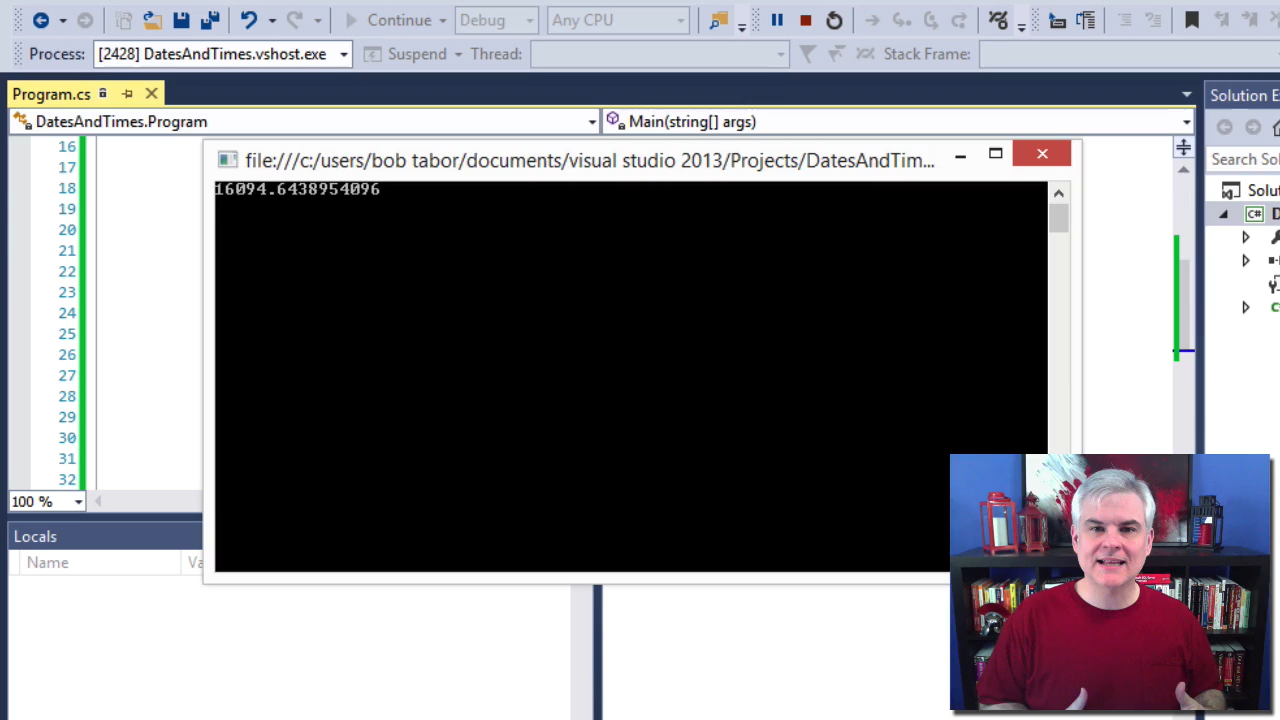 Continue Debug Any CPU
Process: [2428] DatesAndTimes.vshost.exe Suspend Thread: Stack Frame:
Program.cs
Solution E
DatesAndTimes.Program Main(string[] args)
16
file:///c:/users/bob tabor/documents/visual studio 2013/Projects/DatesAndTim...
Search Sol
17
18
16094.6438954096
Solu
19
C# D
20
21
22
23
24
25
26
27
28
29
30
31
32
100 %
Locals
Name Va